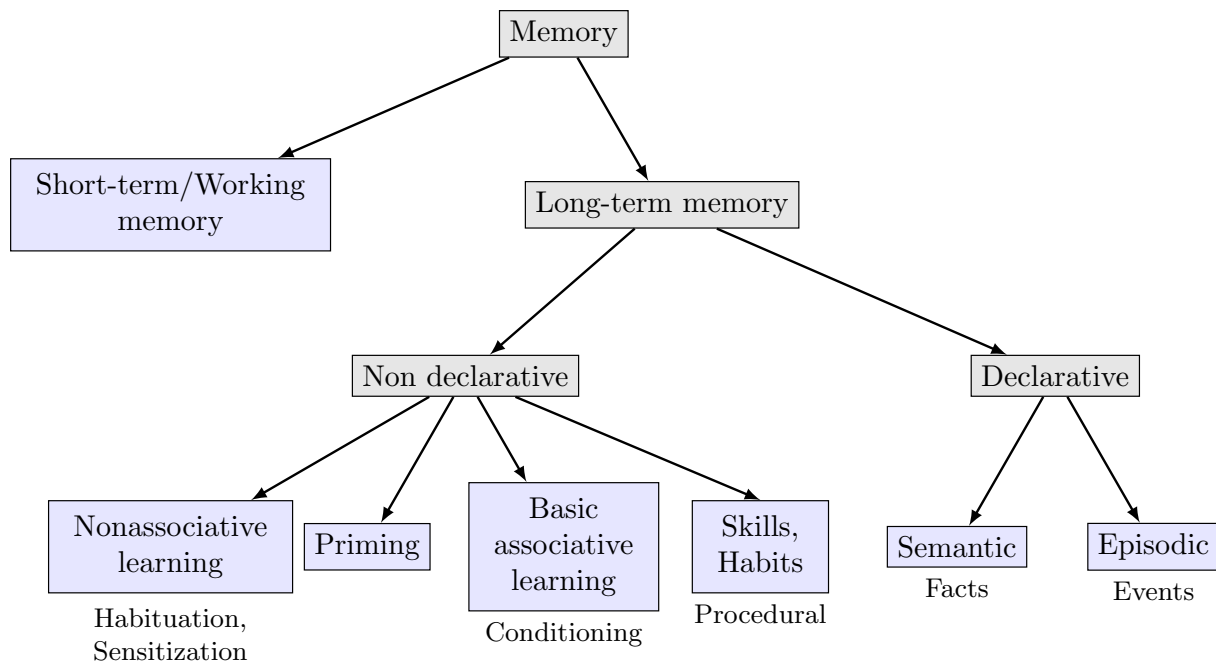 Memory
Short-term/Working
memory
Long-term memory
Non declarative
Declarative
Nonassociative
learning
Habituation,
Sensitization
Priming
Basic
associative
learning
Conditioning
Skills,
Habits
Procedural
Semantic
Facts
Episodic
Events